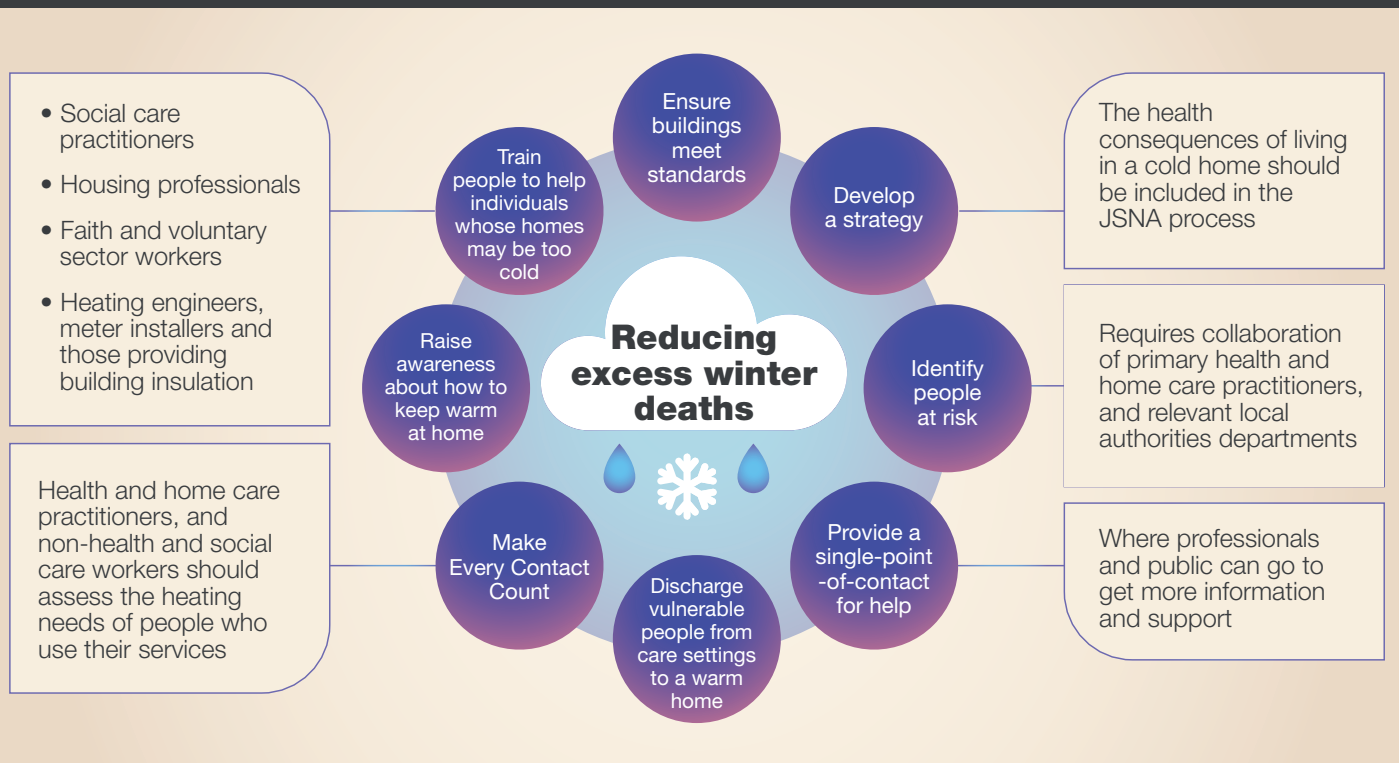 Reducing
excess winter
deaths
Ensure
buildings
meet
standards
Develop
a strategy
The health
consequences of living
in a cold home should
be included in the
JSNA process
Identify
people
at risk
Requires collaboration
of primary health and
home care practitioners,
and relevant local
authorities departments
Provide a
single-point
-of-contact
for help
Where professionals
and public can go to
get more information
and support
Discharge
vulnerable
people from
care settings
to a warm
home
Make
Every Contact
Count
Health and home care
practitioners, and
non-health and social
care workers should
assess the heating
needs of people who
use their services
Raise
awareness
about how to
keep warm
at home
Train
people to help
individuals
whose homes
may be too
cold
• Social care
practitioners
• Housing professionals
• Faith and voluntary
sector workers
• Heating engineers,
meter installers and
those providing
building insulation